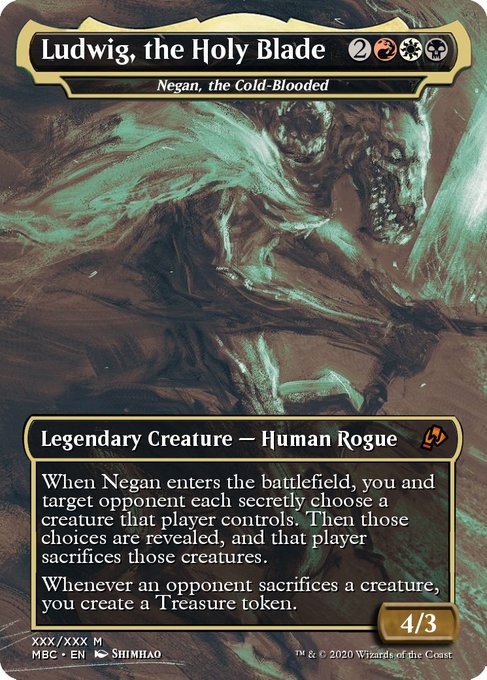 Ludwig, the Holy Blade 2
Negan, the Cold-Blooded
Legendary Creature — Human Rogue
When Negan enters the battlefield, you and
target opponent each secretly choose a
creature that player controls. Then those
choices are revealed, and that player
sacrifices those creatures.
Whenever an opponent sacrifices a creature,
you create a Treasure token.
4/3
XXX/XXX M
MBC • EN SHIMHAO
™ & © 2020 Wizards of the Coast